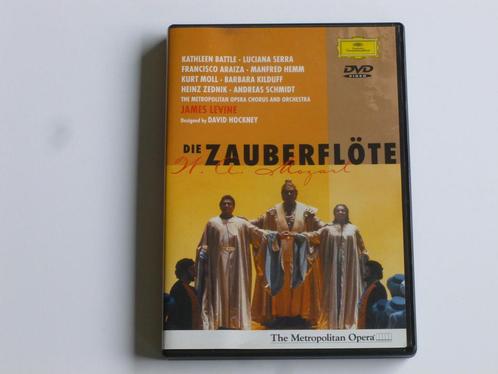 KATHLEEN BATTLE · LUCIANA SERRA
FRANCISCO ARAIZA · MANFRED HEMM
KURT MOLL · BARBARA KILDUFF
HEINZ ZEDNIK · ANDREAS SCHMIDT
THE METROPOLITAN OPERA CHORUS AND ORCHESTRA
JAMES LEVINE
Designed by DAVID HOCKNEY
DVD
VIDEO
DIE ZAUBERFLÖTE
W. A. Mozart
The Metropolitan Opera